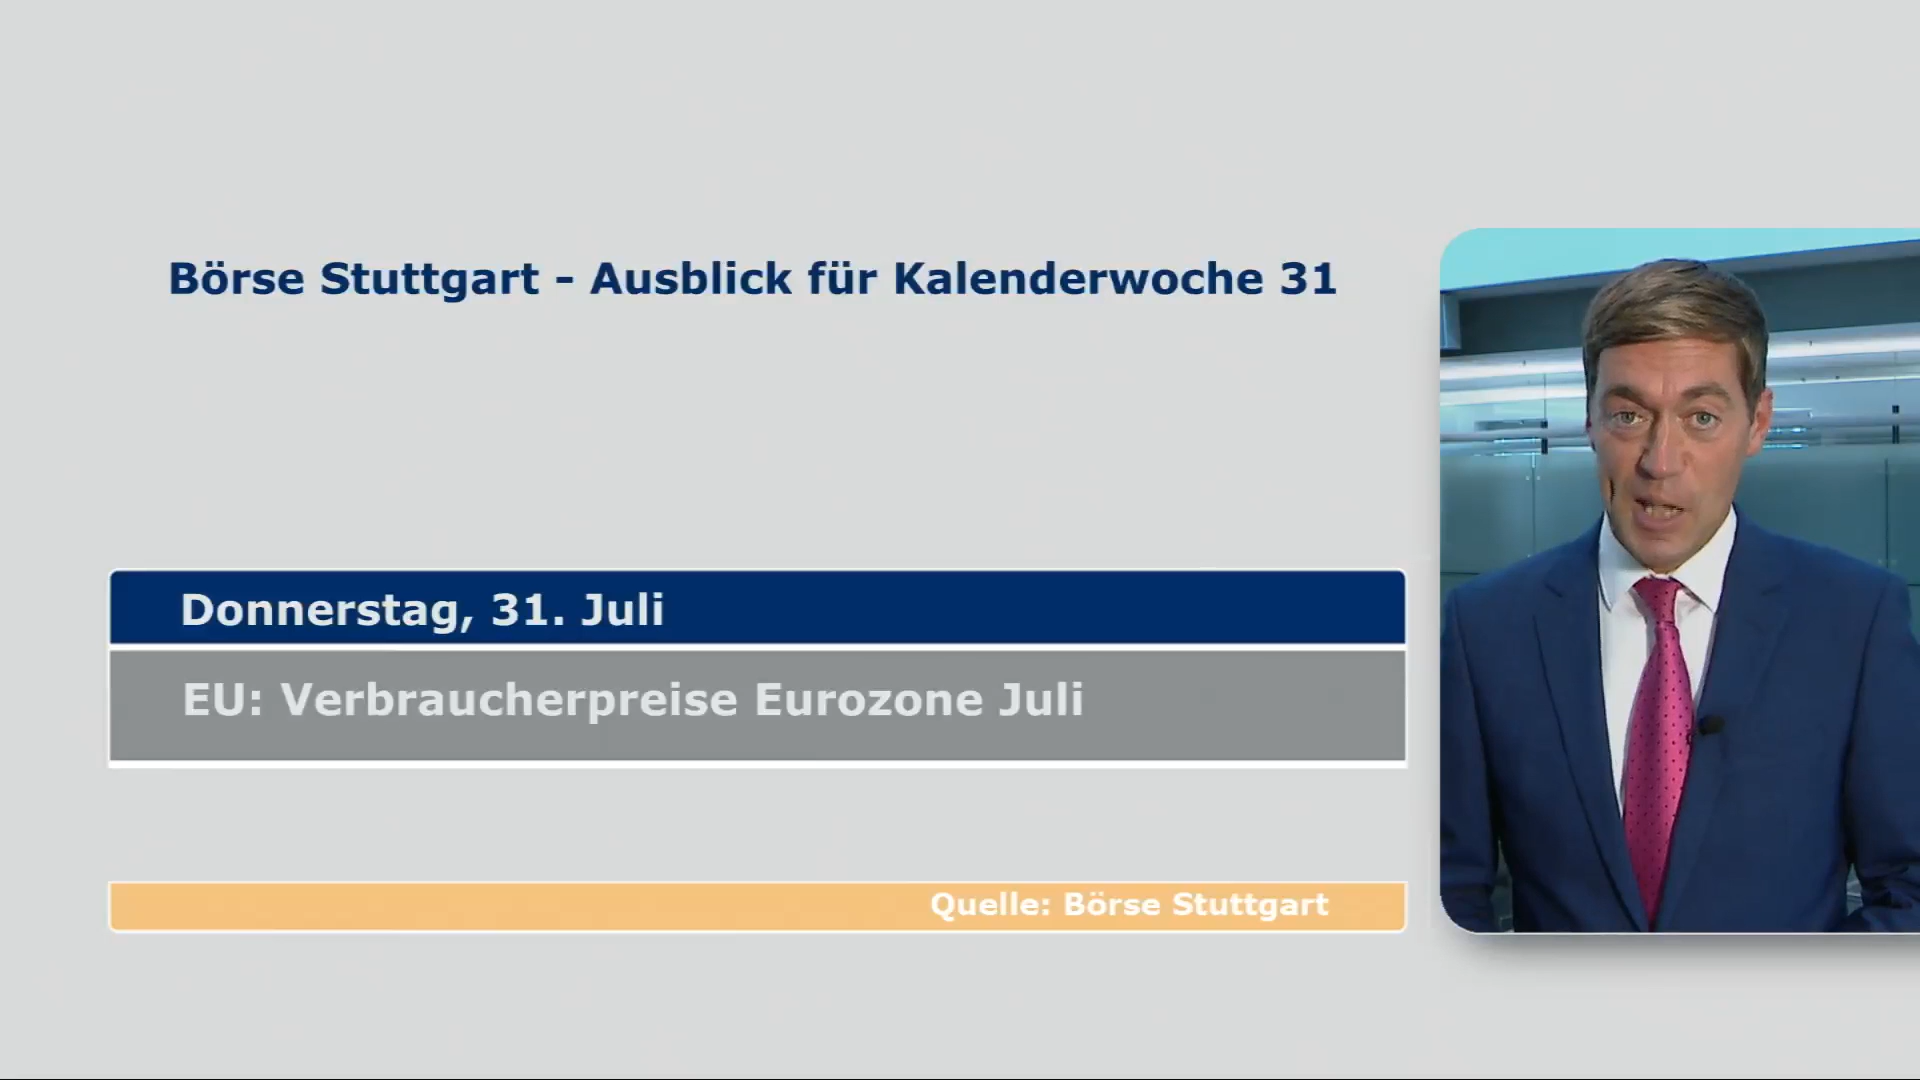 Börse Stuttgart - Ausblick für Kalenderwoche 31
Donnerstag, 31. Juli
EU: Verbraucherpreise Eurozone Juli
Quelle: Börse Stuttgart